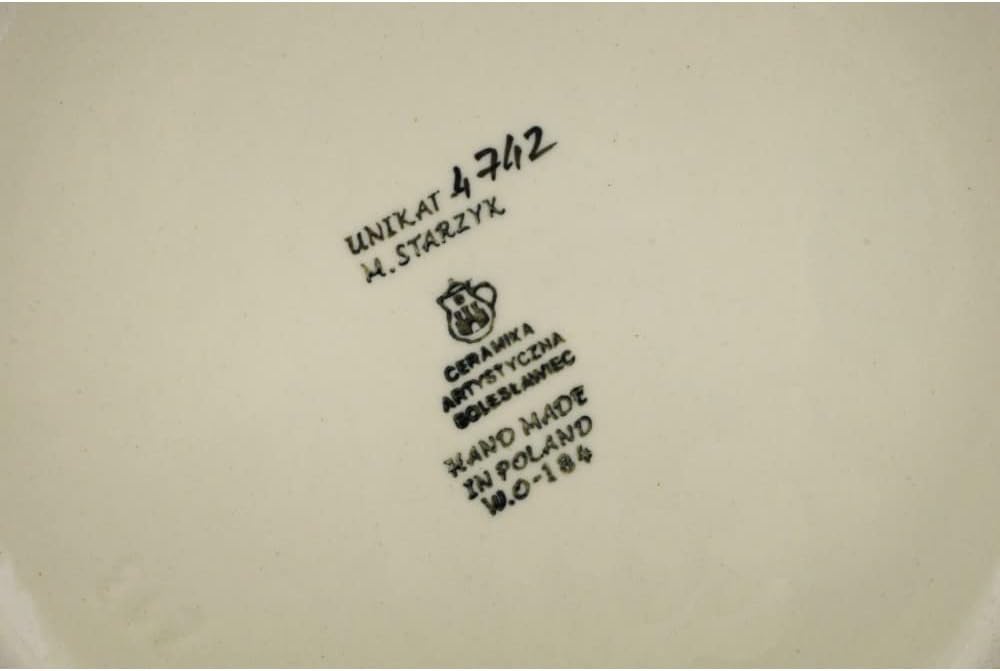 UNIKAT 4742
M. STARZYK
CERAMIKA
ARTYSTYCZNA
BOLESŁAWIEC
HAND MADE
IN POLAND
W.O-184